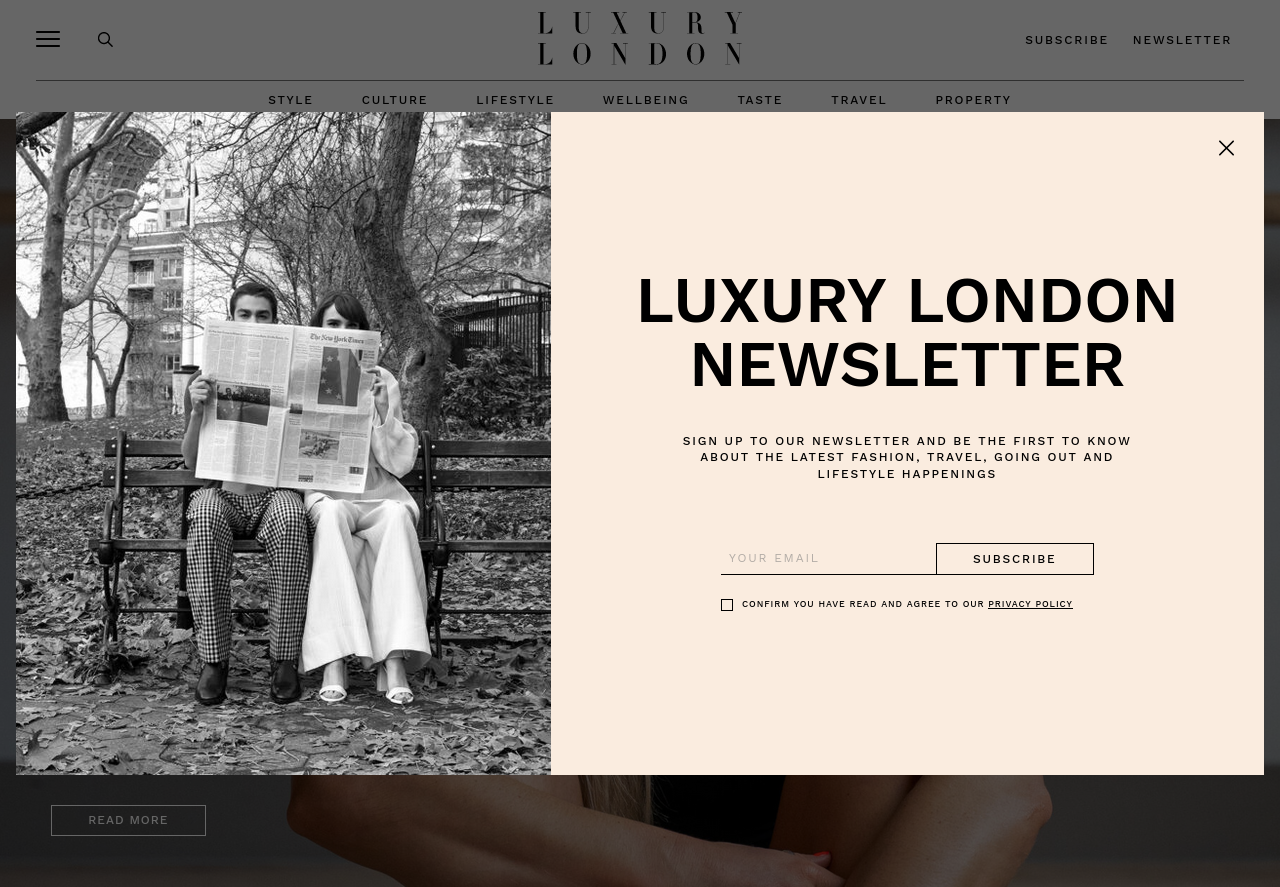 LUXURY
LONDON
SUBSCRIBE NEWSLETTER
STYLE CULTURE LIFESTYLE WELLBEING TASTE TRAVEL PROPERTY
The New York Times
LUXURY LONDON
NEWSLETTER
SIGN UP TO OUR NEWSLETTER AND BE THE FIRST TO KNOW
ABOUT THE LATEST FASHION, TRAVEL, GOING OUT AND
LIFESTYLE HAPPENINGS
YOUR EMAIL SUBSCRIBE
CONFIRM YOU HAVE READ AND AGREE TO OUR PRIVACY POLICY
READ MORE